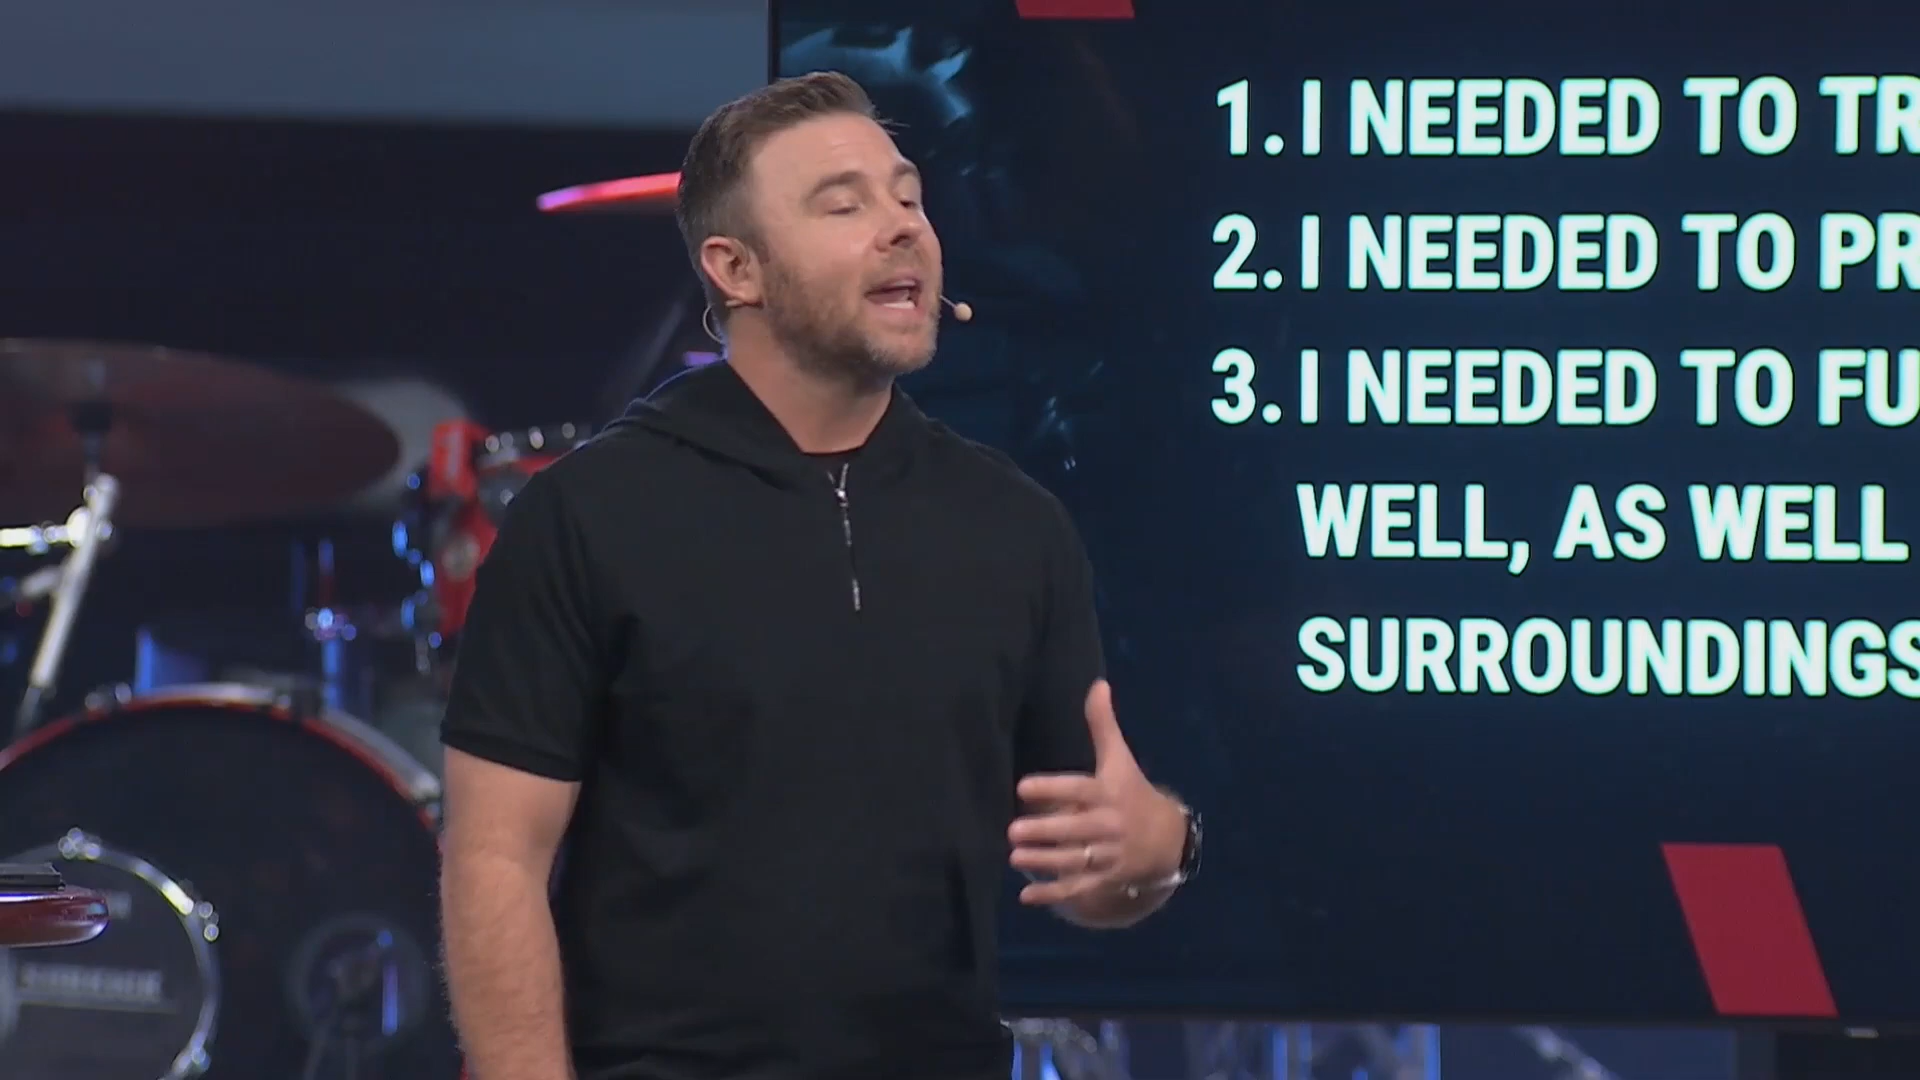 1. I NEEDED TO TR
2. I NEEDED TO PR
3. I NEEDED TO FU
WELL, AS WELL
SURROUNDINGS